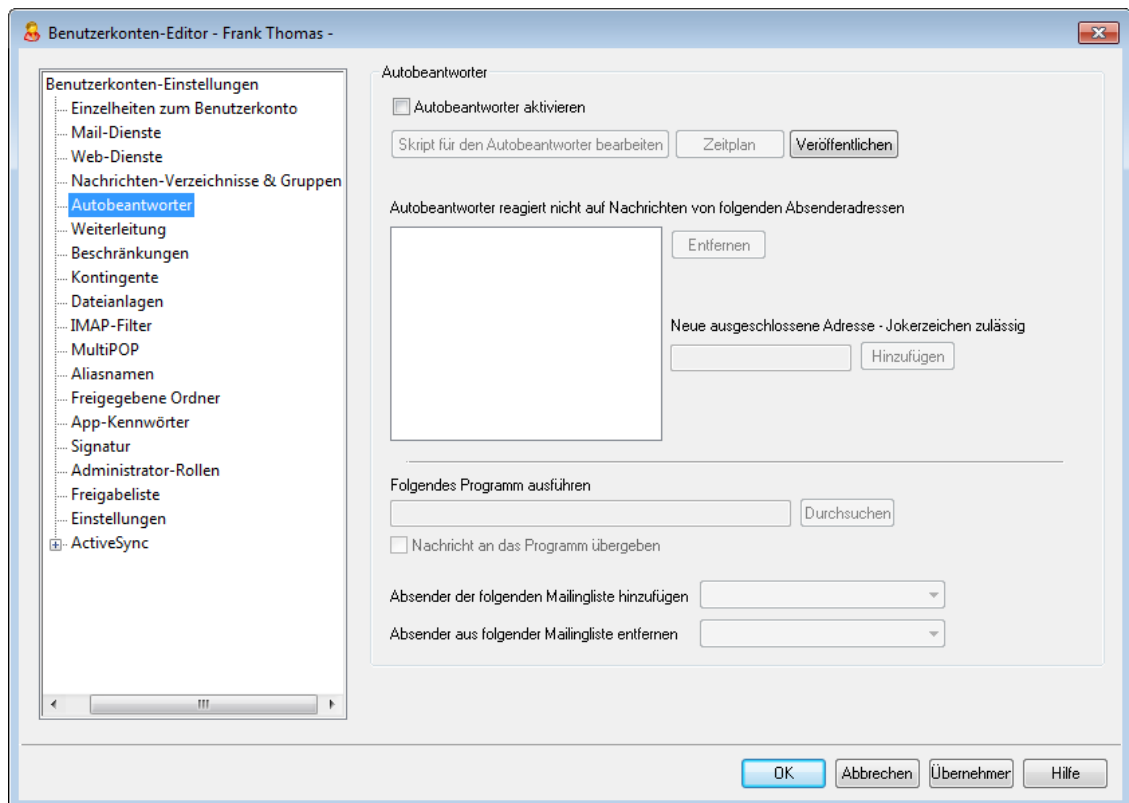 Benutzerkonten-Editor - Frank Thomas -
Benutzerkonten-Einstellungen
Einzelheiten zum Benutzerkonto
Mail-Dienste
Web-Dienste
Nachrichten-Verzeichnisse & Gruppen
Autobeantworter
Weiterleitung
Beschränkungen
Kontingente
Dateianlagen
IMAP-Filter
MultiPOP
Aliasnamen
Freigegebene Ordner
App-Kennwörter
Signatur
Administrator-Rollen
Freigabeliste
Einstellungen
ActiveSync
Autobeantworter
Autobeantworter aktivieren
Skript für den Autobeantworter bearbeiten Zeitplan Veröffentlichen
Autobeantworter reagiert nicht auf Nachrichten von folgenden Absenderadressen
Entfernen
Neue ausgeschlossene Adresse - Jokerzeichen zulässig
Hinzufügen
Folgendes Programm ausführen
Durchsuchen
Nachricht an das Programm übergeben
Absender der folgenden Mailingliste hinzufügen
Absender aus folgender Mailingliste entfernen
OK Abbrechen Übernehmer Hilfe